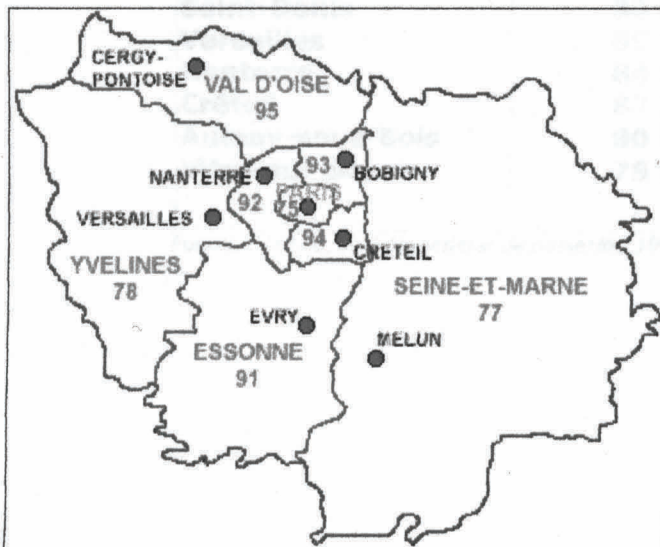 CERGY-
PONTOISE
VAL D'OISE
95
93
BOBIGNY
NANTERRE
92
PARIS
75
VERSAILLES
94
CRETEIL
YVELINES
78
SEINE-ET-MARNE
77
EVRY
ESSONNE
91
MELUN